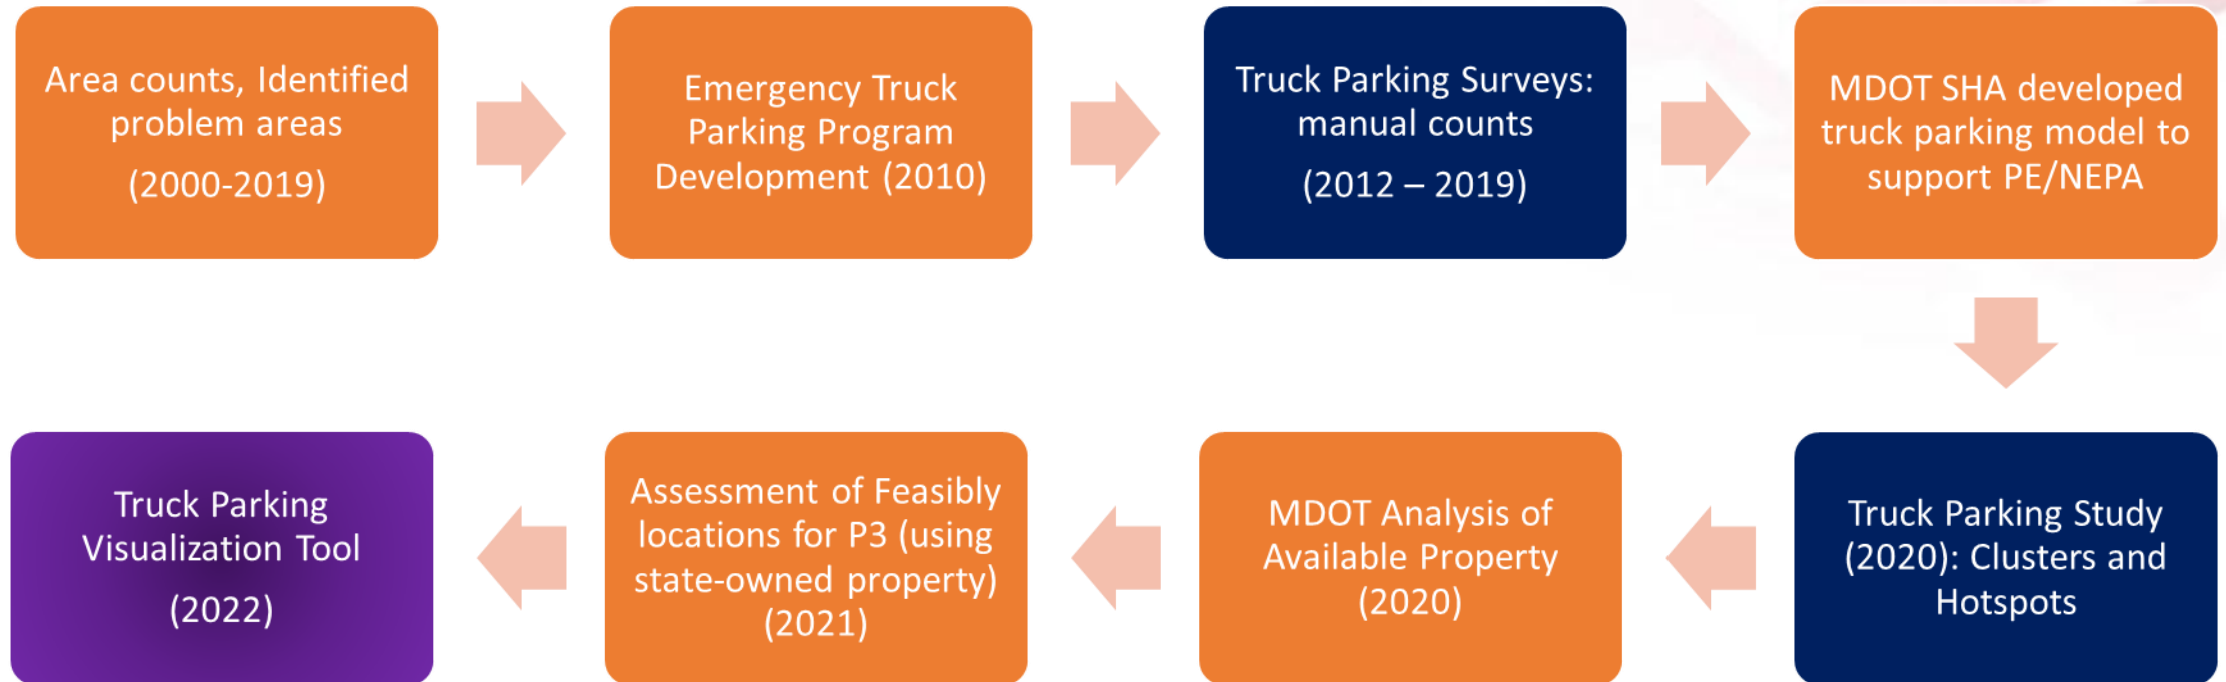 Area counts, Identified
problem areas
(2000-2019)
Emergency Truck
Parking Program
Development (2010)
Truck Parking Surveys:
manual counts
(2012 – 2019)
MDOT SHA developed
truck parking model to
support PE/NEPA
Truck Parking Study
(2020): Clusters and
Hotspots
MDOT Analysis of
Available Property
(2020)
Assessment of Feasibly
locations for P3 (using
state-owned property)
(2021)
Truck Parking
Visualization Tool
(2022)